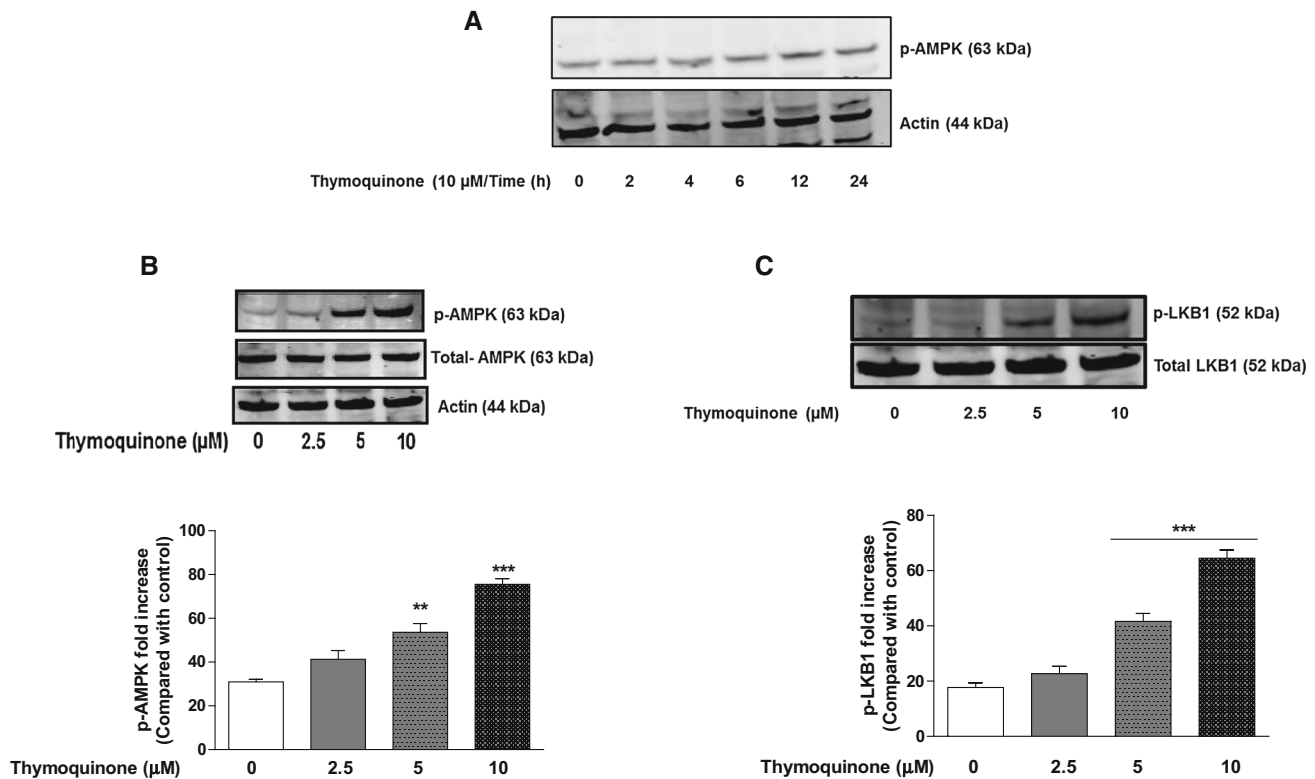 A
p-AMPK (63 kDa)
Actin (44 kDa)
Thymoquinone (10 µM/Time (h) 0 2 4 6 12 24
B
p-AMPK (63 kDa)
Total- AMPK (63 kDa)
Actin (44 kDa)
Thymoquinone (µM) 0 2.5 5 10
100
80
60
40
20
0
p-AMPK fold increase
(Compared with control)
**
***
Thymoquinone (µM) 0 2.5 5 10
C
p-LKB1 (52 kDa)
Total LKB1 (52 kDa)
Thymoquinone (µM) 0 2.5 5 10
80
60
40
20
0
p-LKB1 fold increase
(Compared with control)
***
Thymoquinone (µM) 0 2.5 5 10